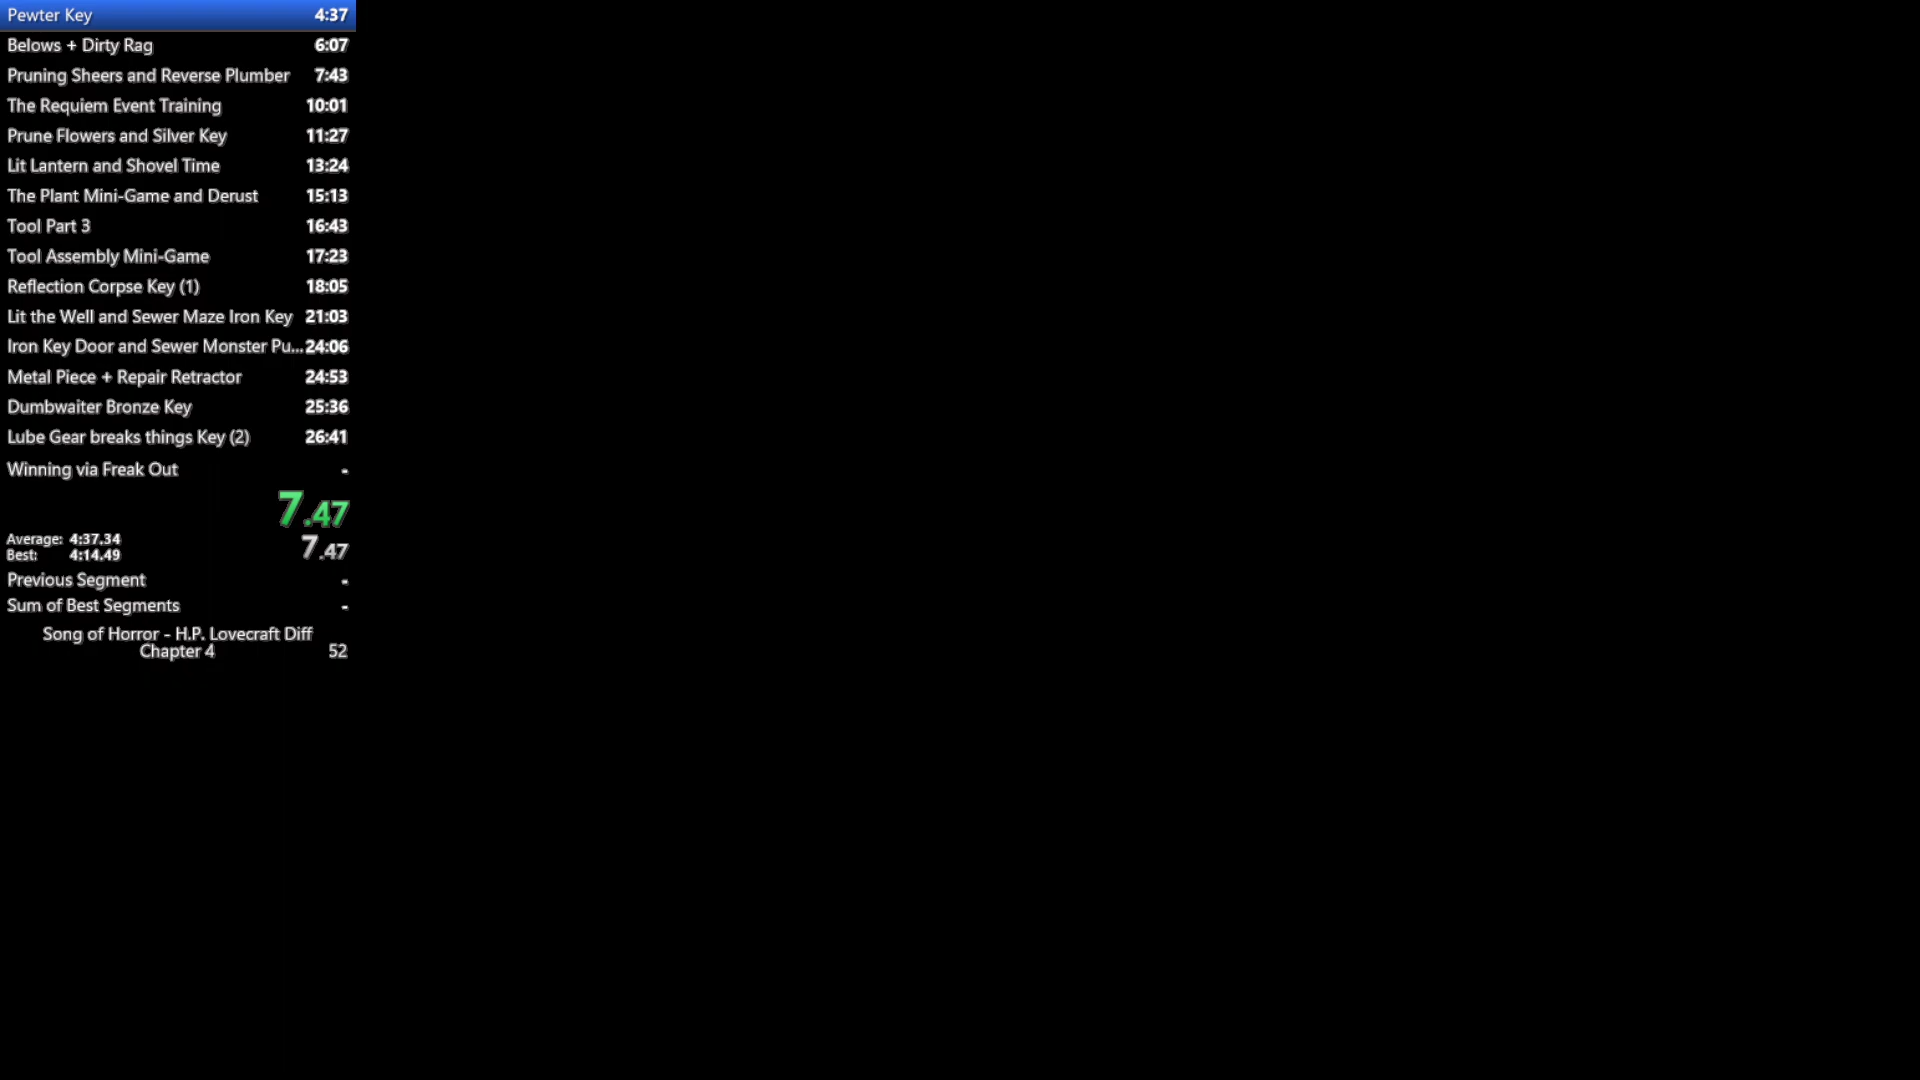 Pewter Key 4:37
Belows + Dirty Rag 6:07
Pruning Sheers and Reverse Plumber 7:43
The Requiem Event Training 10:01
Prune Flowers and Silver Key 11:27
Lit Lantern and Shovel Time 13:24
The Plant Mini-Game and Derust 15:13
Tool Part 3 16:43
Tool Assembly Mini-Game 17:23
Reflection Corpse Key (1) 18:05
Lit the Well and Sewer Maze Iron Key 21:03
Iron Key Door and Sewer Monster Pu... 24:06
Metal Piece + Repair Retractor 24:53
Dumbwaiter Bronze Key 25:36
Lube Gear breaks things Key (2) 26:41
Winning via Freak Out -
7.47
Average: 4:37.34
Best: 4:14.49
7.47
Previous Segment -
Sum of Best Segments -
Song of Horror - H.P. Lovecraft Diff
Chapter 4 52